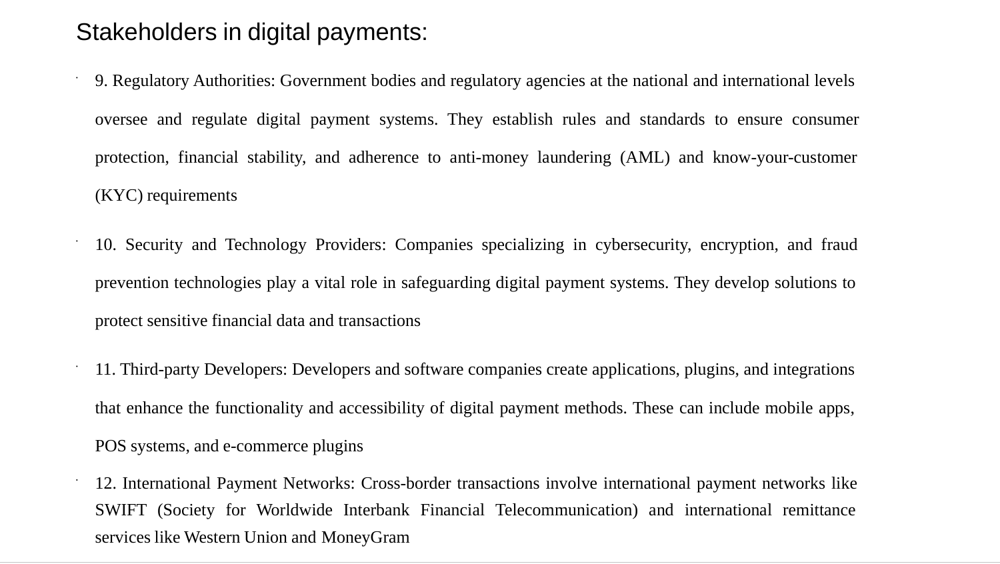 Stakeholders in digital payments:
· 9. Regulatory Authorities: Government bodies and regulatory agencies at the national and international levels
oversee and regulate digital payment systems. They establish rules and standards to ensure consumer
protection, financial stability, and adherence to anti-money laundering (AML) and know-your-customer
(KYC) requirements
· 10. Security and Technology Providers: Companies specializing in cybersecurity, encryption, and fraud
prevention technologies play a vital role in safeguarding digital payment systems. They develop solutions to
protect sensitive financial data and transactions
· 11. Third-party Developers: Developers and software companies create applications, plugins, and integrations
that enhance the functionality and accessibility of digital payment methods. These can include mobile apps,
POS systems, and e-commerce plugins
· 12. International Payment Networks: Cross-border transactions involve international payment networks like
SWIFT (Society for Worldwide Interbank Financial Telecommunication) and international remittance
services like Western Union and MoneyGram